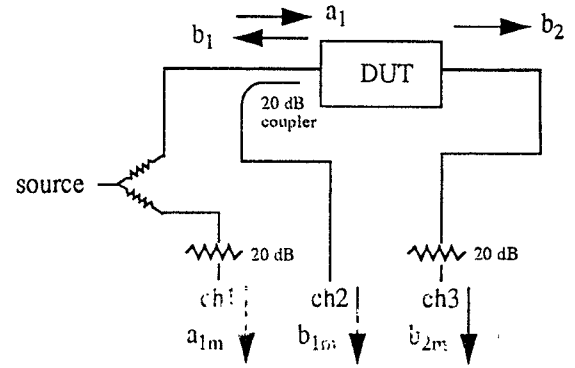 a1
b1
b2
DUT
20 dB
coupler
source
20 dB
20 dB
ch1
ch2
ch3
a1m
b1m
b2m